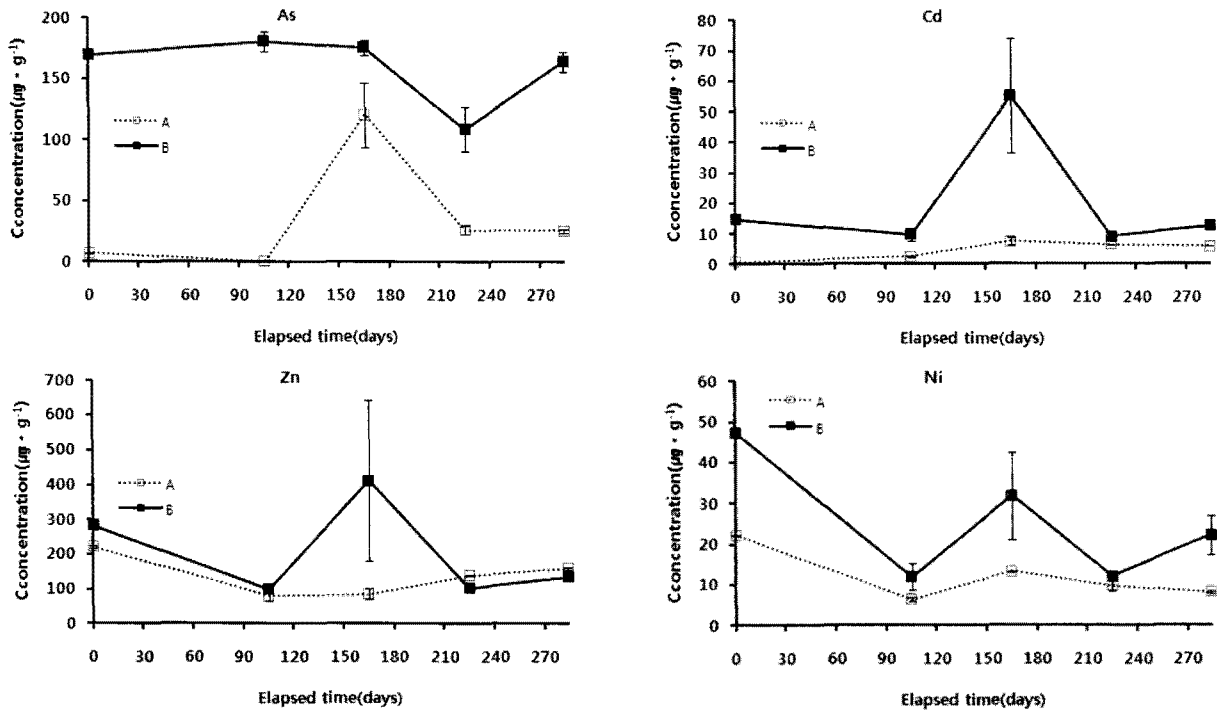 As
Cconcentration(㎍ • g⁻¹)
200
150
100
50
0
A
B
0 30 60 90 120 150 180 210 240 270
Elapsed time(days)
Cd
Cconcentration(㎍ • g⁻¹)
80
70
60
50
40
30
20
10
0
A
B
0 30 60 90 120 150 180 210 240 270
Elapsed time(days)
Zn
Cconcentration(㎍ • g⁻¹)
700
600
500
400
300
200
100
0
A
B
0 30 60 90 120 150 180 210 240 270
Elapsed time(days)
Ni
Cconcentration(㎍ • g⁻¹)
60
50
40
30
20
10
0
A
B
0 30 60 90 120 150 180 210 240 270
Elapsed time(days)